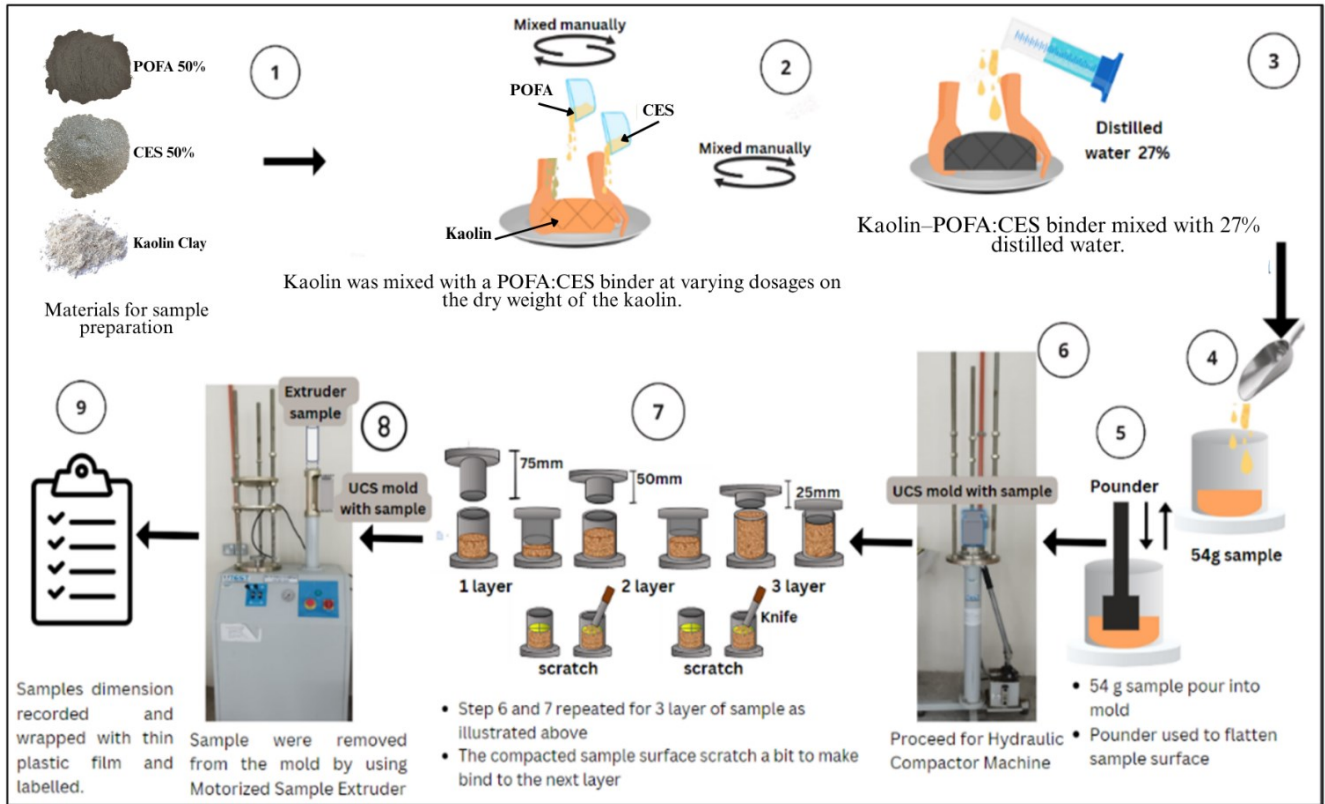 POFA 50%
CES 50%
Kaolin Clay
Materials for sample
preparation
1
Mixed manually
POFA
CES
Kaolin
2
Mixed manually
Kaolin was mixed with a POFA:CES binder at varying dosages on
the dry weight of the kaolin.
3
Distilled
water 27%
Kaolin–POFA:CES binder mixed with 27%
distilled water.
4
54g sample
5
Pounder
54 g sample pour into
mold
Pounder used to flatten
sample surface
6
UCS mold with sample
Proceed for Hydraulic
Compactor Machine
7
75mm
50mm
25mm
1 layer
2 layer
3 layer
Knife
scratch
scratch
Step 6 and 7 repeated for 3 layer of sample as
illustrated above
The compacted sample surface scratch a bit to make
bind to the next layer
8
Extruder
sample
UCS mold
with sample
Sample were removed
from the mold by using
Motorized Sample Extruder
9
Samples dimension
recorded and
wrapped with thin
plastic film and
labelled.